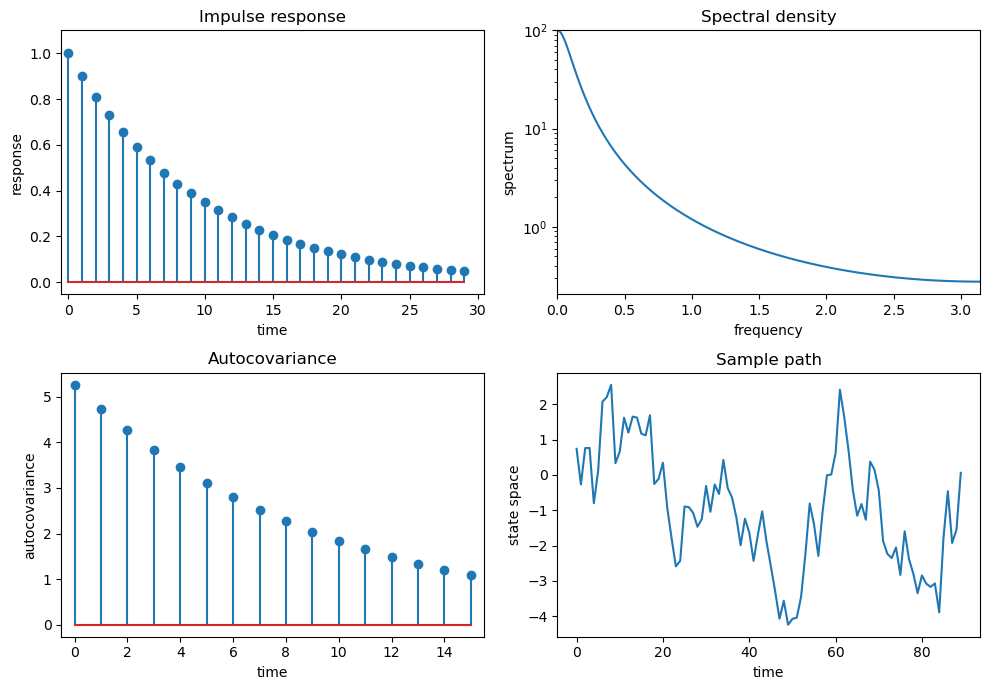 Impulse response
1.0
0.8
0.6
0.4
0.2
0.0
response
0 5 10 15 20 25 30
time
Spectral density
10²
10¹
10⁰
spectrum
0.0 0.5 1.0 1.5 2.0 2.5 3.0
frequency
Autocovariance
5
4
3
2
1
0
autocovariance
0 2 4 6 8 10 12 14
time
Sample path
2
1
0
−1
−2
−3
−4
state space
0 20 40 60 80
time